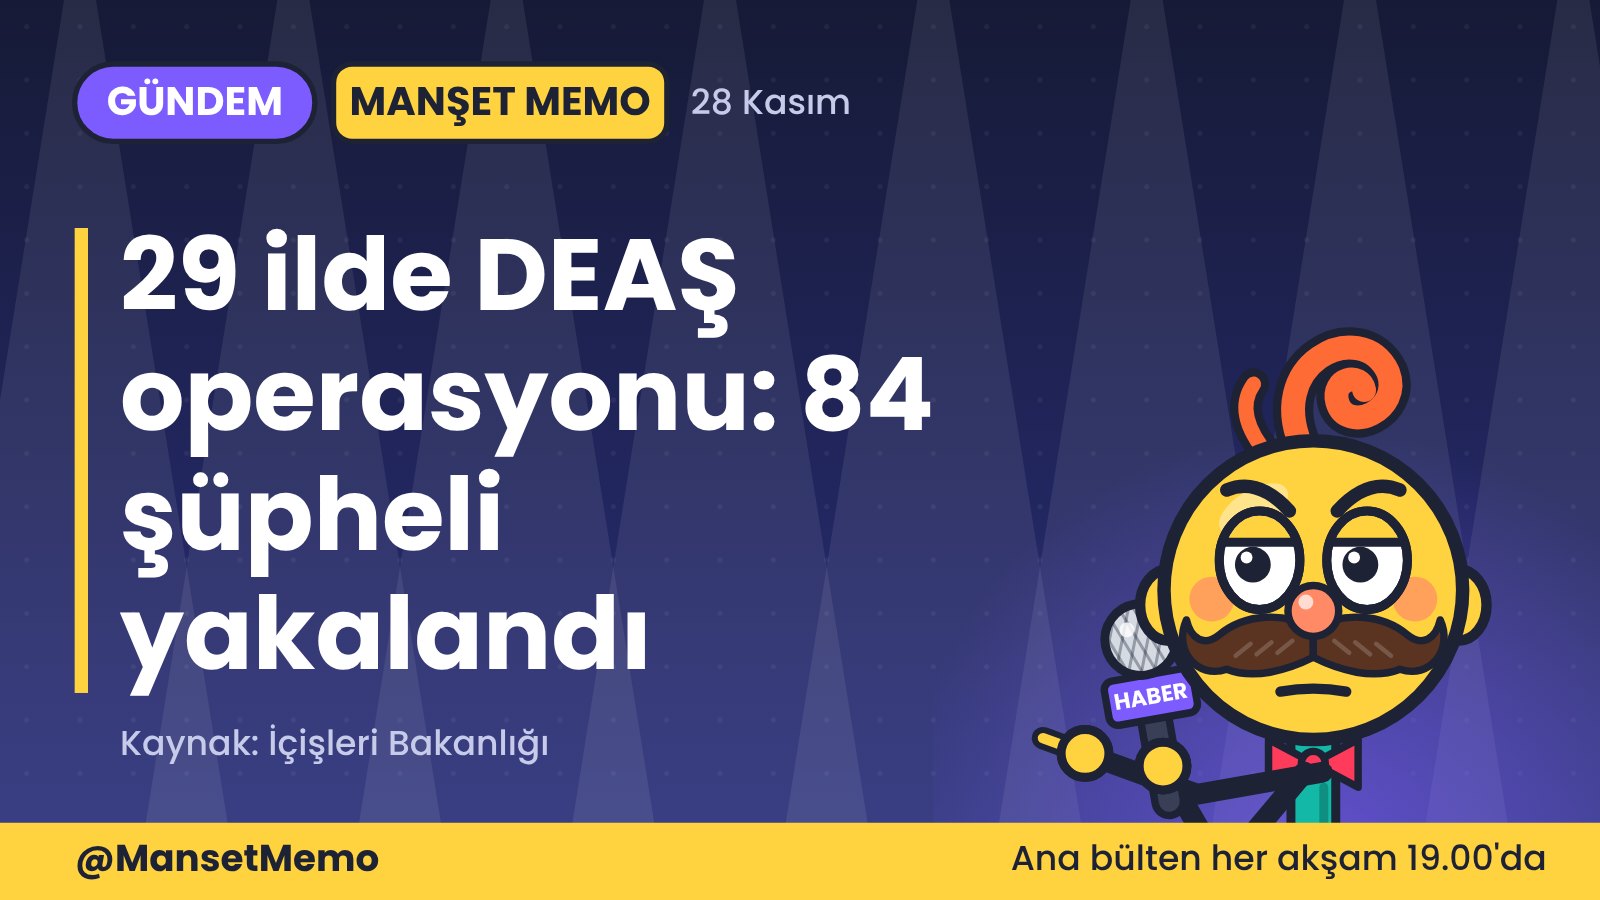 GÜNDEM MANŞET MEMO 28 Kasım
29 ilde DEAŞ
operasyonu: 84
şüpheli
yakalandı
Kaynak: İçişleri Bakanlığı
HABER
@MansetMemo Ana bülten her akşam 19.00'da